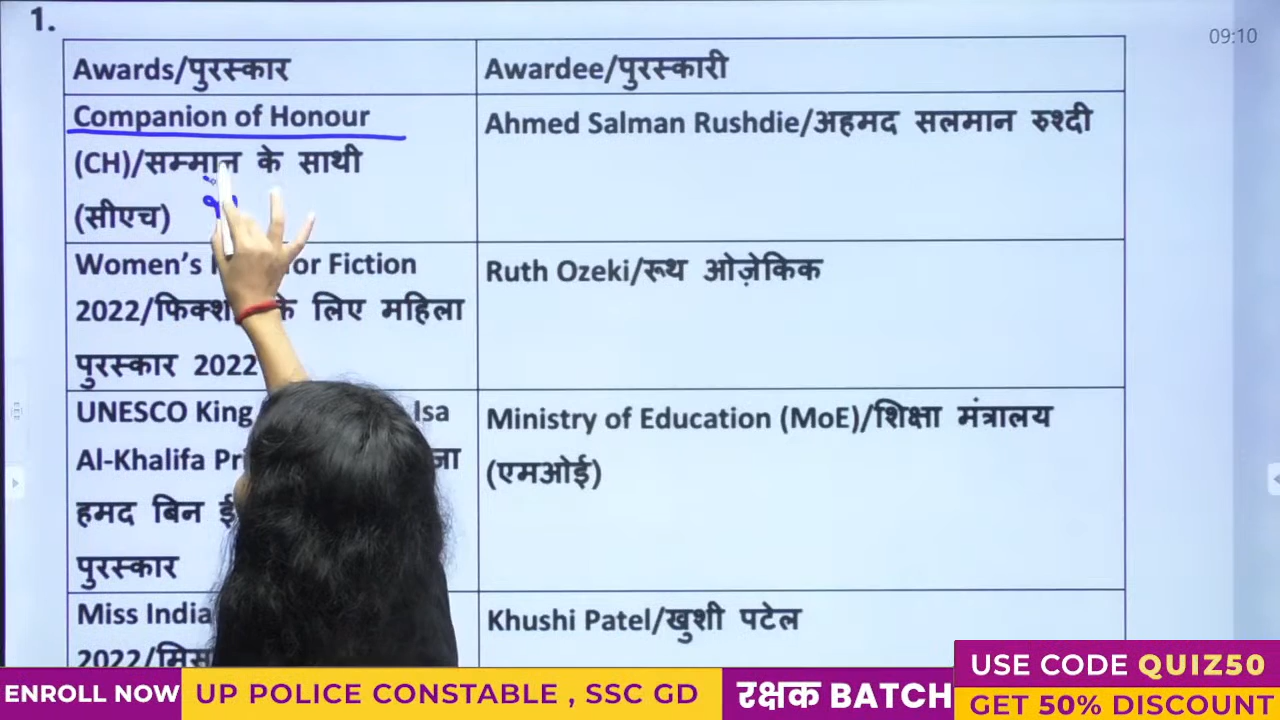 1.
09:10
Awards/पुरस्कार
Awardee/पुरस्कारी
Companion of Honour
(CH)/सम्मान के साथी
(सीएच)
Ahmed Salman Rushdie/अहमद सलमान रुश्दी
Women's or Fiction
2022/फिक्श के लिए महिला
पुरस्कार 2022
Ruth Ozeki/रूथ ओज़ेकिक
UNESCO King Isa
Al-Khalifa
हमद बिन
पुरस्कार
Ministry of Education (MoE)/शिक्षा मंत्रालय
(एमओई)
Miss India
2022/
Khushi Patel/खुशी पटेल
ENROLL NOW UP POLICE CONSTABLE , SSC GD रक्षक BATCH
USE CODE QUIZ50
GET 50% DISCOUNT